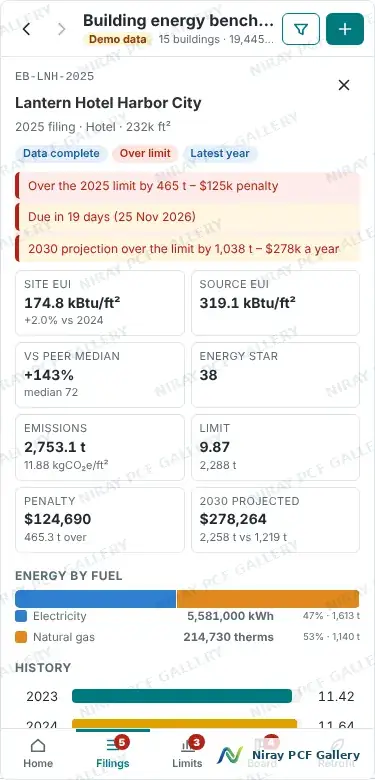 Building energy bench...
Demo data 15 buildings · 19,445...
EB-LNH-2025
Lantern Hotel Harbor City
2025 filing · Hotel · 232k ft²
Data complete Over limit Latest year
Over the 2025 limit by 465 t – $125k penalty
Due in 19 days (25 Nov 2026)
2030 projection over the limit by 1,038 t – $278k a year
SITE EUI SOURCE EUI
174.8 kBtu/ft² 319.1 kBtu/ft²
+2.0% vs 2024
VS PEER MEDIAN ENERGY STAR
+143% 38
median 72
EMISSIONS LIMIT
2,753.1 t 9.87
11.88 kgCO₂e/ft² 2,288 t
PENALTY 2030 PROJECTED
$124,690 $278,264
465.3 t over 2,258 t vs 1,219 t
ENERGY BY FUEL
Electricity 5,581,000 kWh 47% · 1,613 t
Natural gas 214,730 therms 53% · 1,140 t
HISTORY
2023 11.42
2024 11.64
5 3 4
Home Filings Limits Board Retrofit
Niray PCF Gallery
NIRAY PCF GALLERY